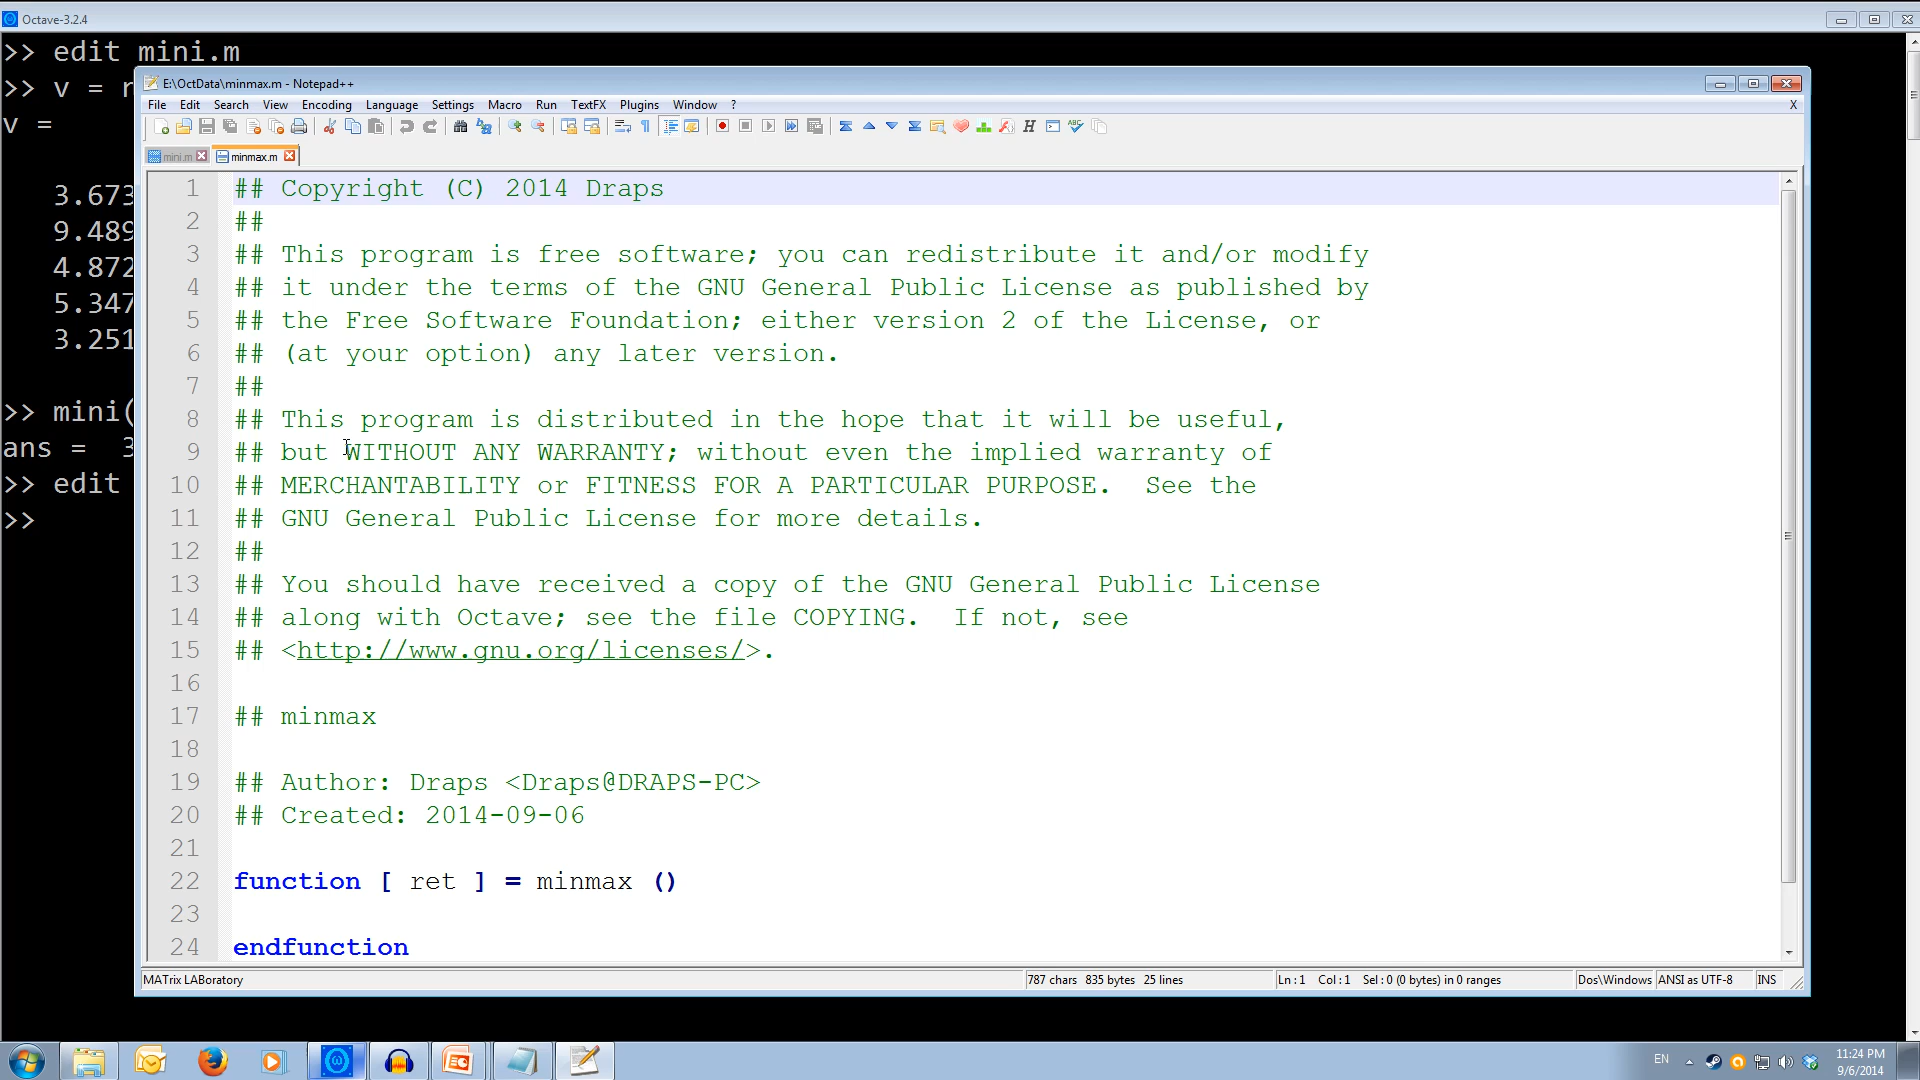 Octave-3.2.4
>> edit mini.m
>> v = r
v =
3.673
9.489
4.872
5.347
3.251
>> mini(
ans = 3
>> edit
>>
E:\OctData\minmax.m - Notepad++
File Edit Search View Encoding Language Settings Macro Run TextFX Plugins Window ? X
mini.m minmax.m
1 ## Copyright (C) 2014 Draps
2 ##
3 ## This program is free software; you can redistribute it and/or modify
4 ## it under the terms of the GNU General Public License as published by
5 ## the Free Software Foundation; either version 2 of the License, or
6 ## (at your option) any later version.
7 ##
8 ## This program is distributed in the hope that it will be useful,
9 ## but WITHOUT ANY WARRANTY; without even the implied warranty of
10 ## MERCHANTABILITY or FITNESS FOR A PARTICULAR PURPOSE.  See the
11 ## GNU General Public License for more details.
12 ##
13 ## You should have received a copy of the GNU General Public License
14 ## along with Octave; see the file COPYING.  If not, see
15 ## <http://www.gnu.org/licenses/>.
16
17 ## minmax
18
19 ## Author: Draps <Draps@DRAPS-PC>
20 ## Created: 2014-09-06
21
22 function [ ret ] = minmax ()
23
24 endfunction
MATrix LABoratory 787 chars 835 bytes 25 lines Ln : 1 Col : 1 Sel : 0 (0 bytes) in 0 ranges Dos\Windows ANSI as UTF-8 INS
EN 11:24 PM
9/6/2014